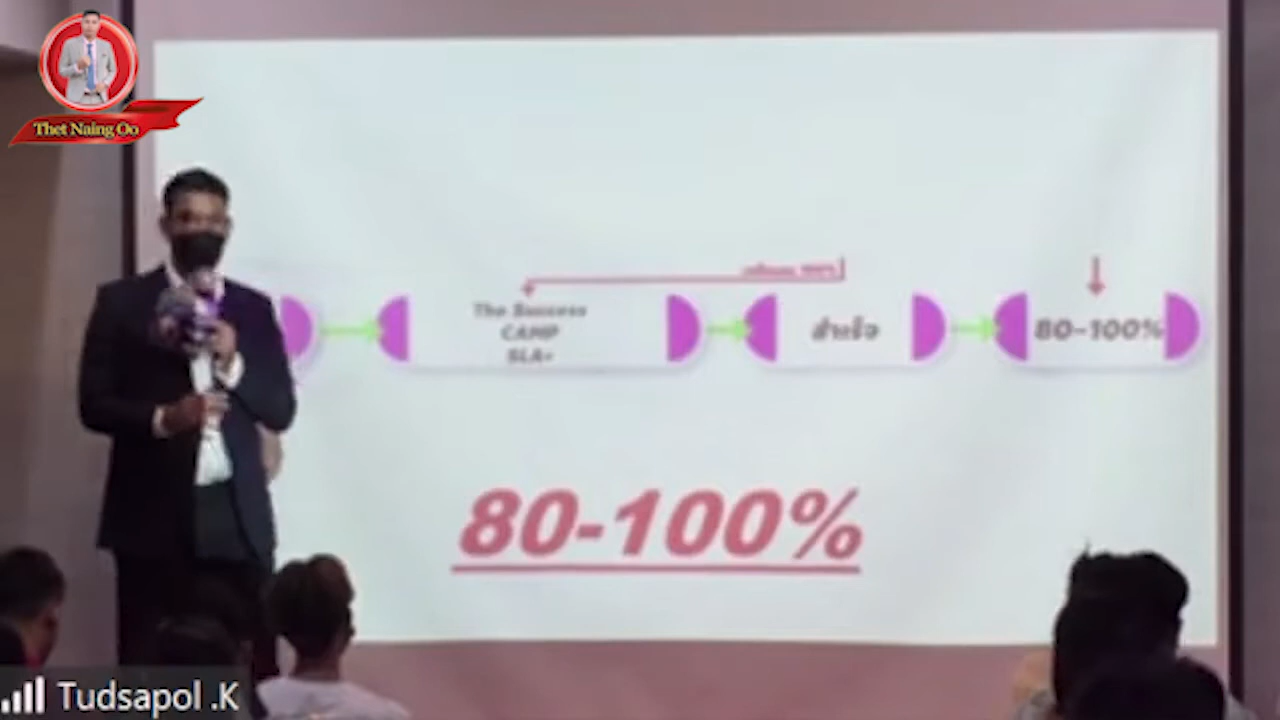 Thet Naing Oo
The Success
CAMP
SLA+
สำเร็จ
80-100%
80-100%
Tudsapol .K